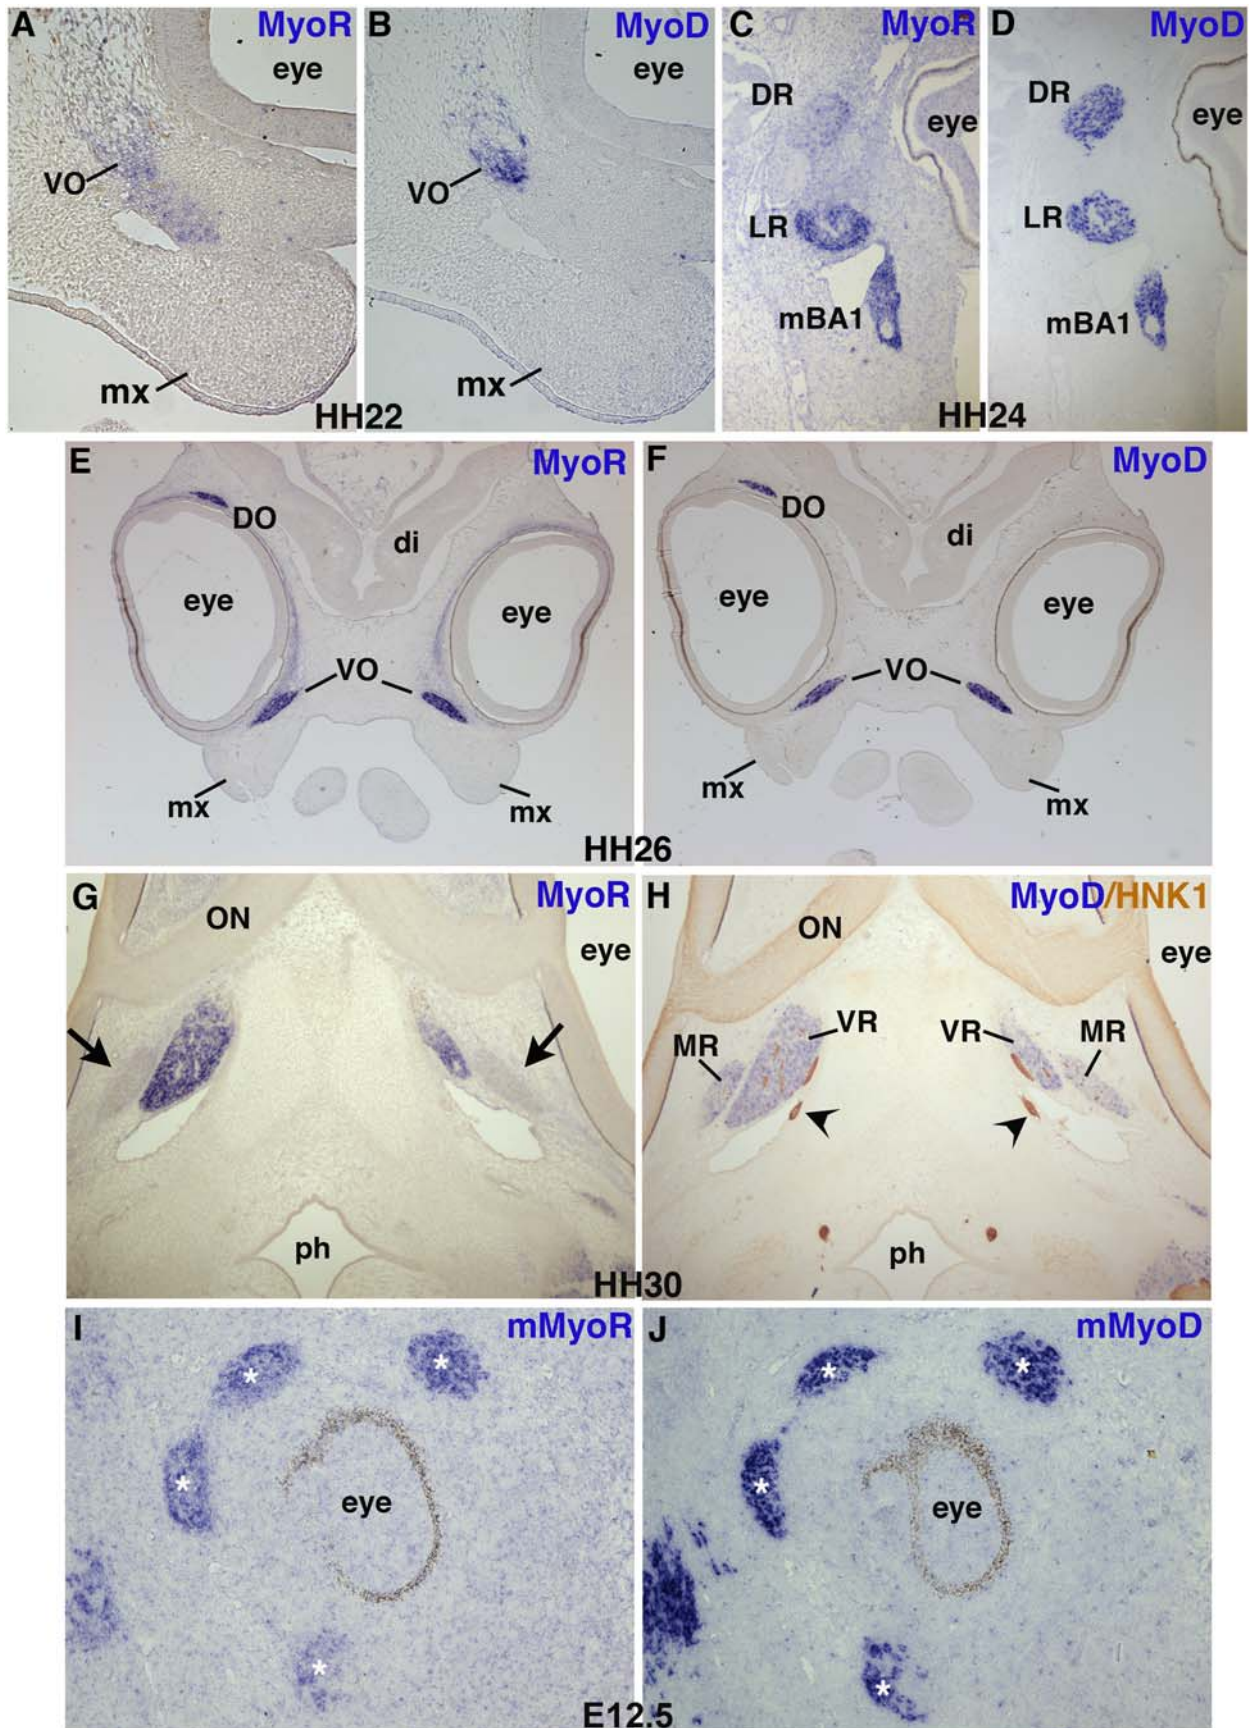 A MyoR
eye
VO
mx
B MyoD
eye
VO
mx
HH22
C MyoR
DR
eye
LR
mBA1
D MyoD
DR
eye
LR
mBA1
HH24
E MyoR
DO
di
eye
eye
VO
mx
mx
F MyoD
DO
di
eye
eye
VO
mx
mx
HH26
G MyoR
ON
eye
ph
H MyoD/HNK1
ON
eye
VR
VR
MR
MR
ph
HH30
I mMyoR
*
*
*
eye
*
J mMyoD
*
*
*
eye
*
E12.5